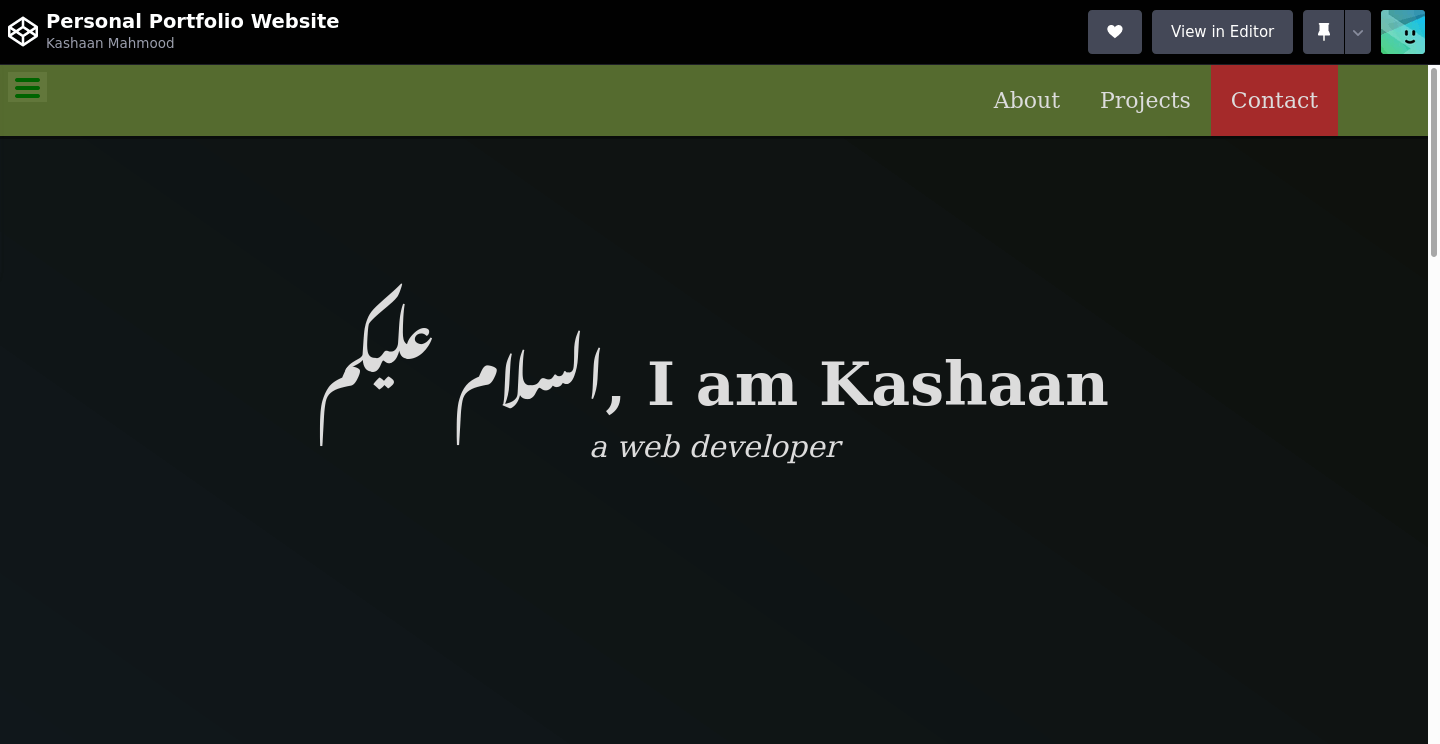 Personal Portfolio Website
Kashaan Mahmood
View in Editor
About
Projects
Contact
السلام عليكم, I am Kashaan
a web developer